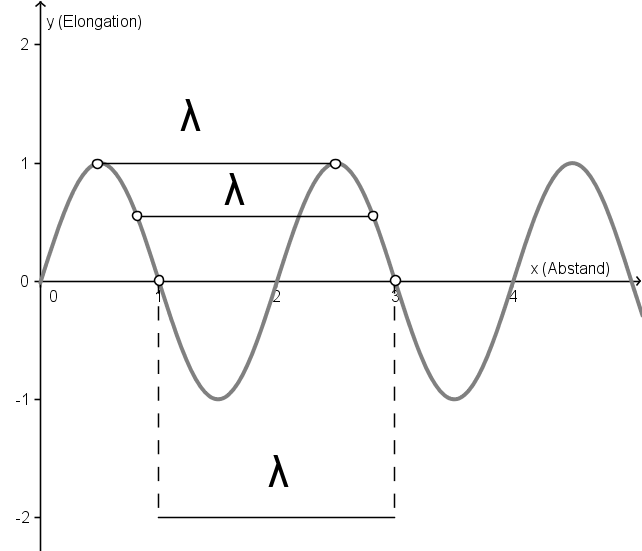 y (Elongation)
2
λ
1
λ
x (Abstand)
0
0
1
2
3
4
-1
λ
-2